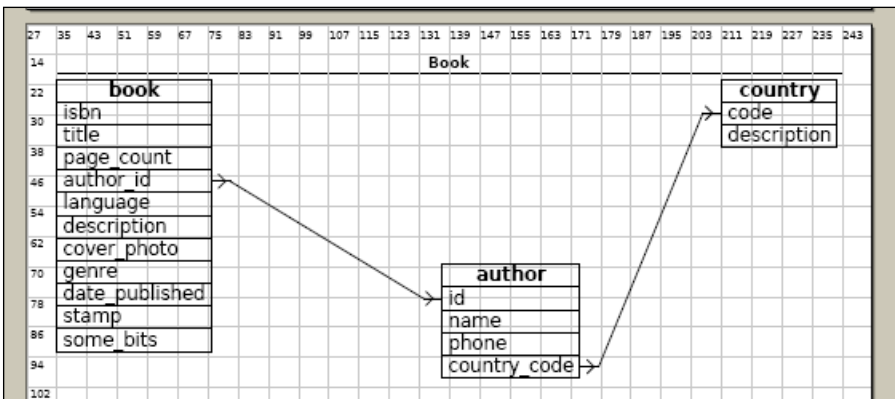 27 35 43 51 59 67 75 83 91 99 107 115 123 131 139 147 155 163 171 179 187 195 203 211 219 227 235 243
14
Book
22
30
38
46
54
62
70
78
86
94
102
book
isbn
title
page_count
author_id
language
description
cover_photo
genre
date_published
stamp
some_bits
author
id
name
phone
country_code
country
code
description